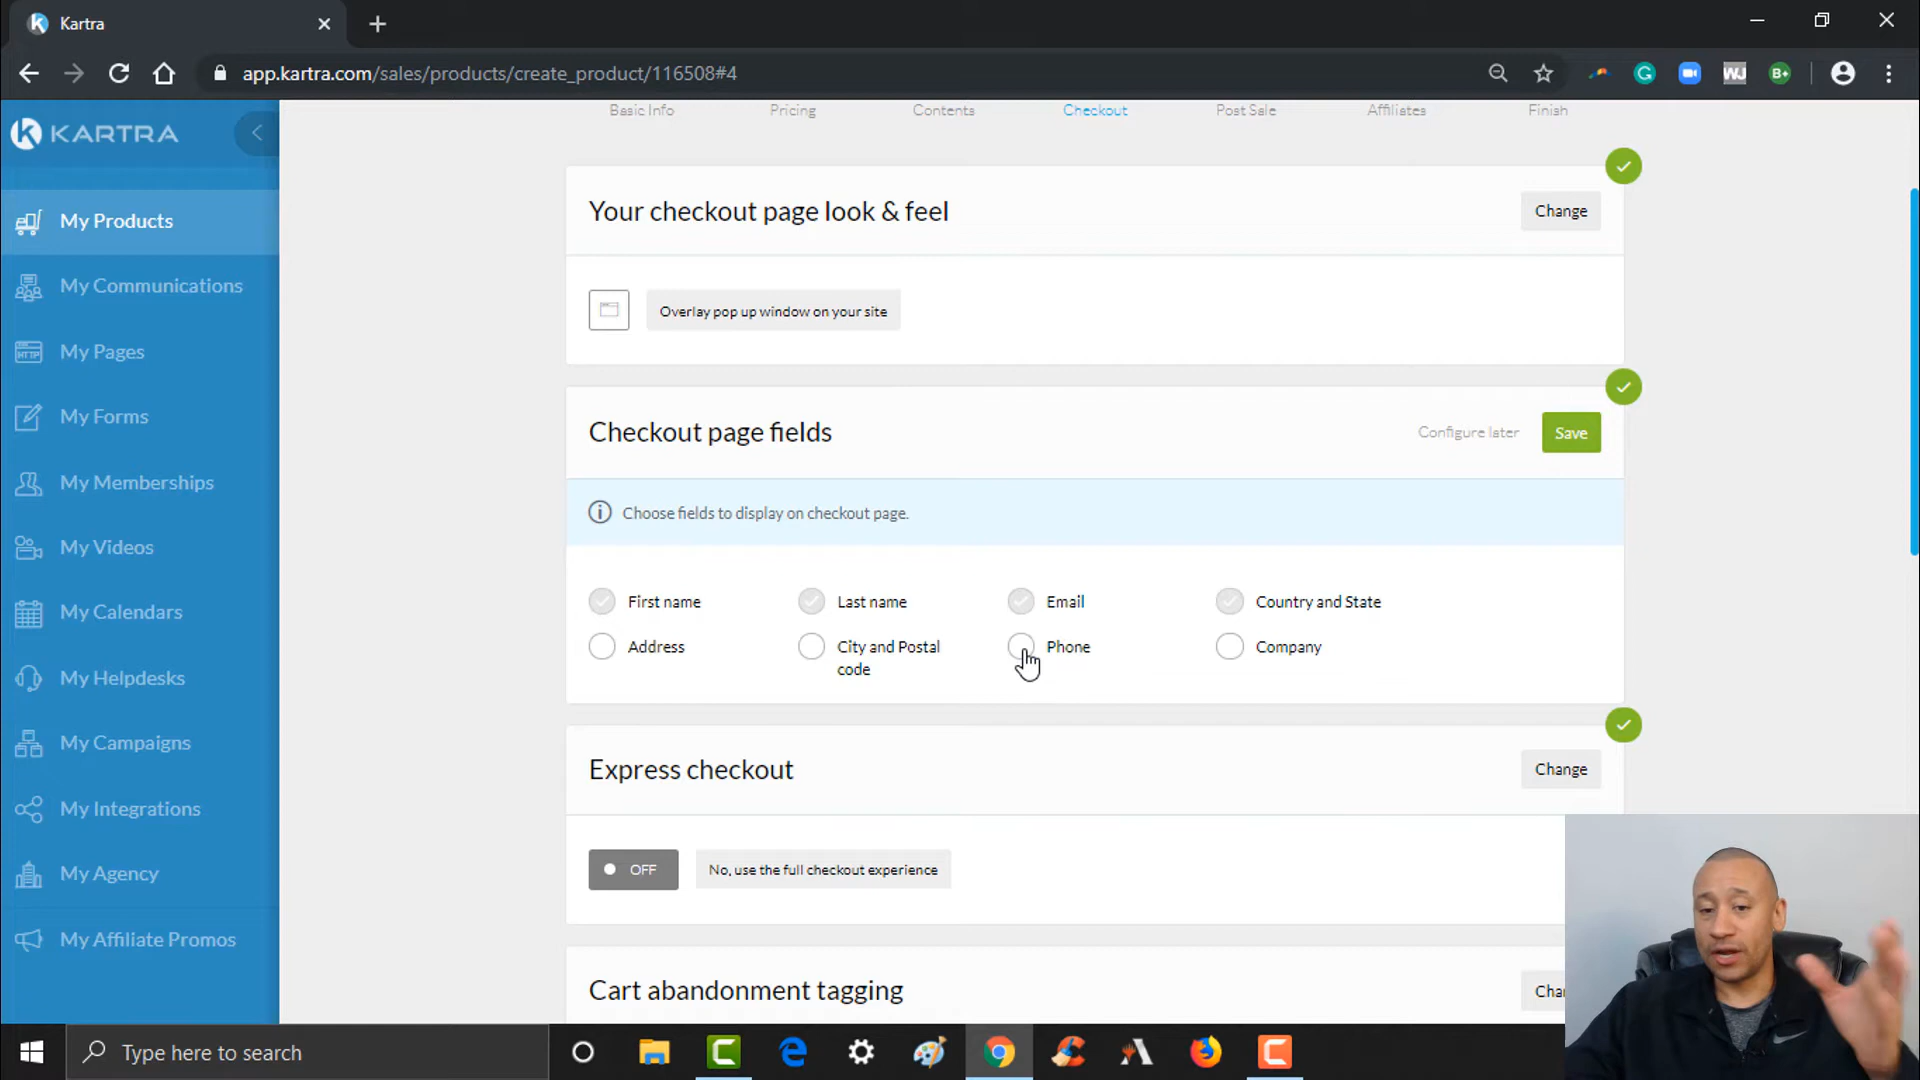 Kartra
app.kartra.com/sales/products/create_product/116508#4
WJ
B+
KARTRA
Basic Info
Pricing
Contents
Checkout
Post Sale
Affiliates
Finish
My Products
My Communications
HTTP
My Pages
My Forms
My Memberships
My Videos
My Calendars
My Helpdesks
My Campaigns
My Integrations
My Agency
My Affiliate Promos
Your checkout page look & feel
Change
Overlay pop up window on your site
Checkout page fields
Configure later
Save
Choose fields to display on checkout page.
First name
Last name
Email
Country and State
Address
City and Postal
code
Phone
Company
Express checkout
Change
OFF
No, use the full checkout experience
Cart abandonment tagging
Cha
Type here to search